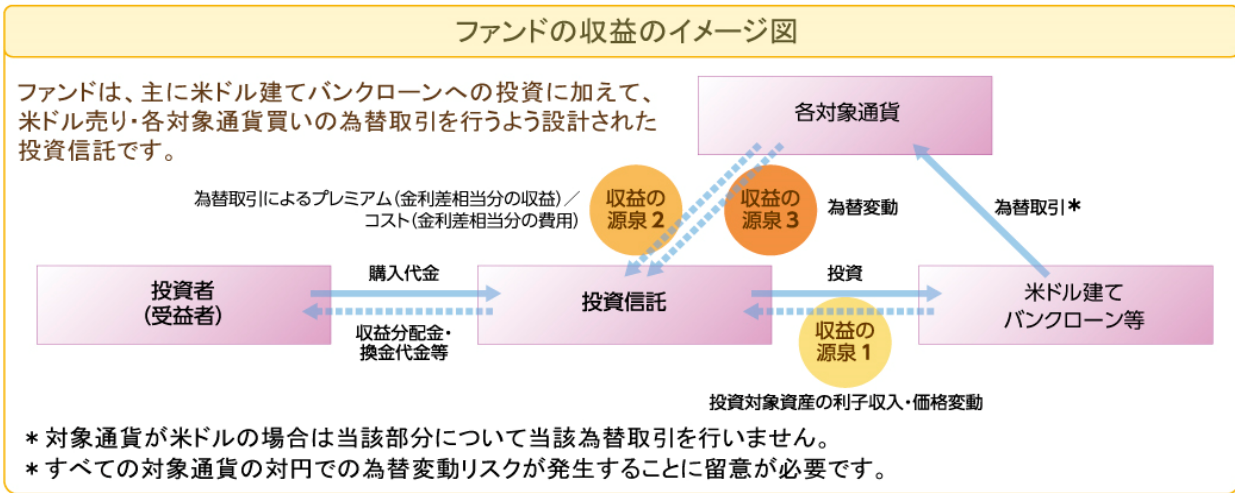 ファンドの収益のイメージ図
ファンドは、主に米ドル建てバンクローンへの投資に加えて、
米ドル売り・各対象通貨買いの為替取引を行うよう設計された
投資信託です。
各対象通貨
為替取引によるプレミアム(金利差相当分の収益)／
コスト(金利差相当分の費用)
収益の
源泉2
収益の
源泉3
為替変動
為替取引*
投資者
(受益者)
購入代金
収益分配金・
換金代金等
投資信託
投資
収益の
源泉1
米ドル建て
バンクローン等
投資対象資産の利子収入・価格変動
*対象通貨が米ドルの場合は当該部分について当該為替取引を行いません。
*すべての対象通貨の対円での為替変動リスクが発生することに留意が必要です。